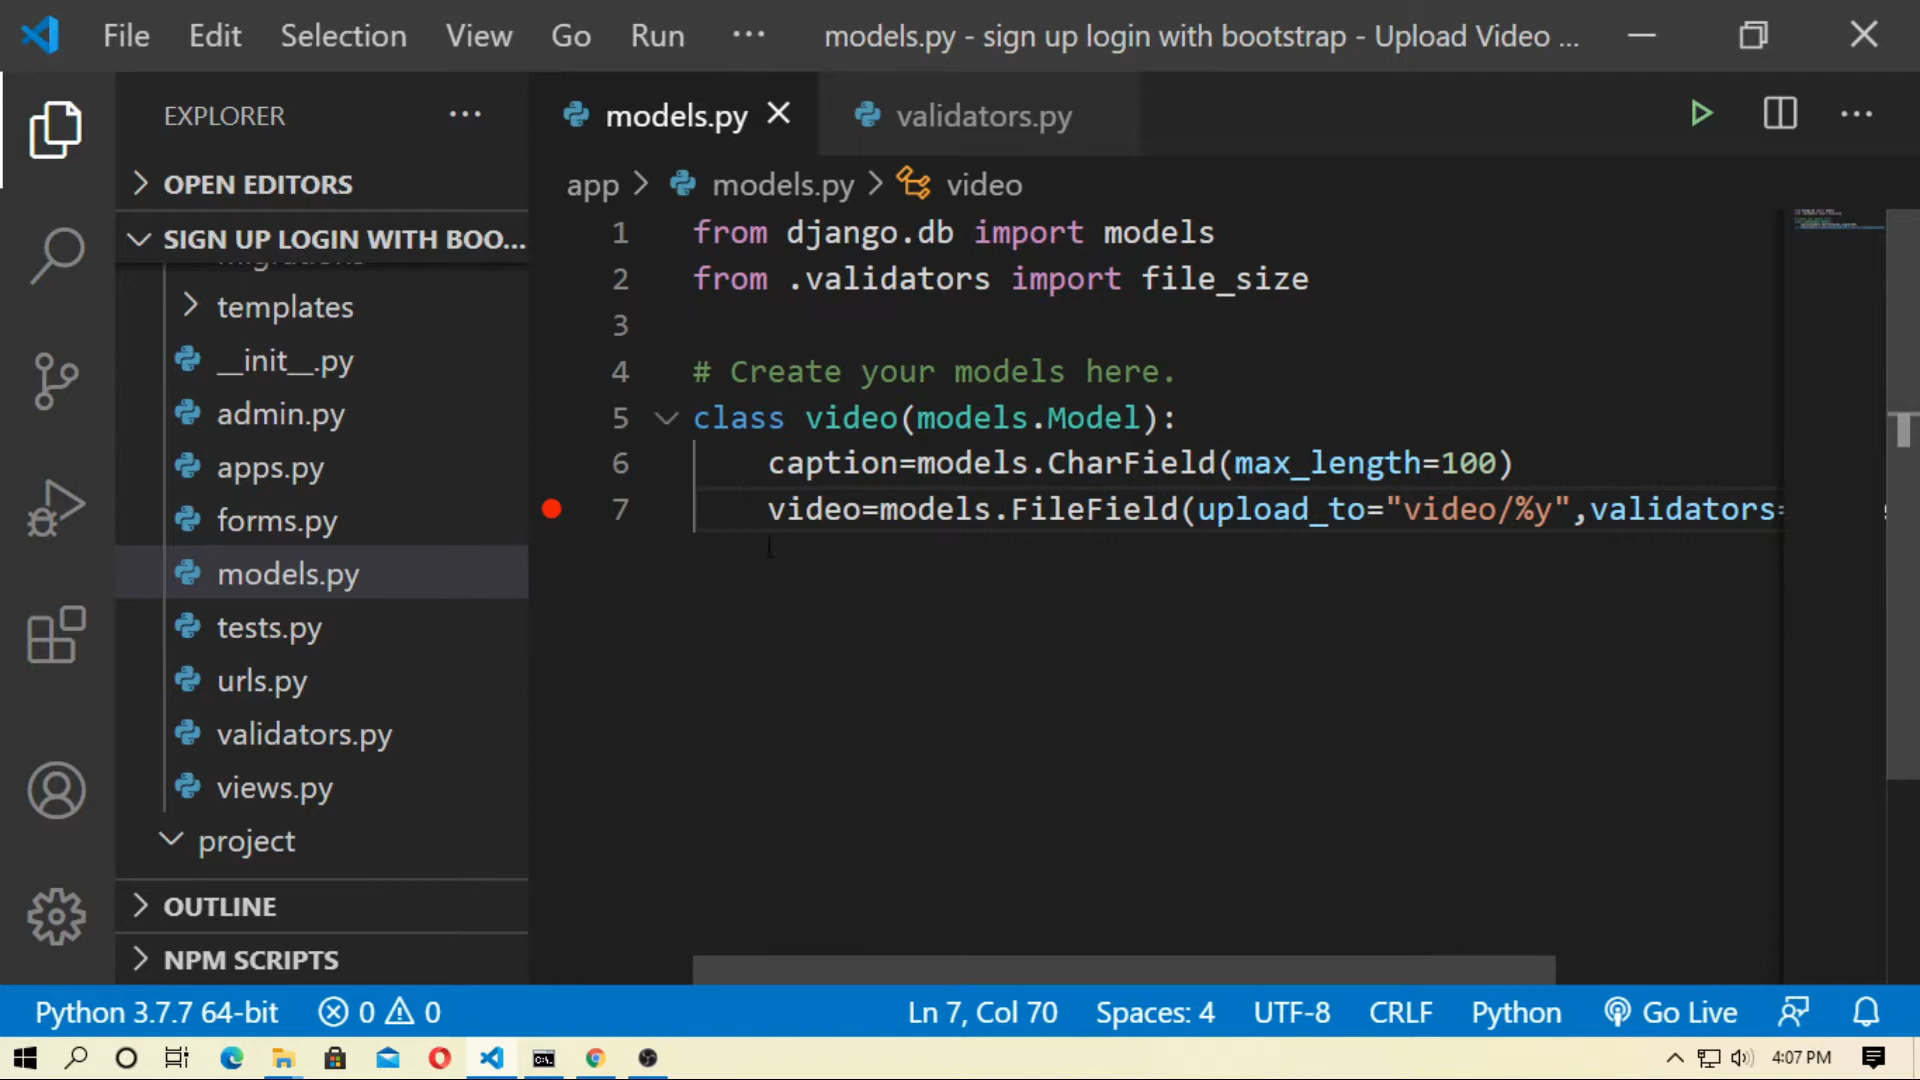 File Edit Selection View Go Run ··· models.py - sign up login with bootstrap - Upload Video ...
EXPLORER ···
OPEN EDITORS
SIGN UP LOGIN WITH BOO...
migrations
templates
__init__.py
admin.py
apps.py
forms.py
models.py
tests.py
urls.py
validators.py
views.py
project
OUTLINE
NPM SCRIPTS
models.py validators.py
app > models.py > video
1 from django.db import models
2 from .validators import file_size
3
4 # Create your models here.
5 class video(models.Model):
6 caption=models.CharField(max_length=100)
7 video=models.FileField(upload_to="video/%y",validators=
Python 3.7.7 64-bit 0 0 Ln 7, Col 70 Spaces: 4 UTF-8 CRLF Python Go Live
4:07 PM